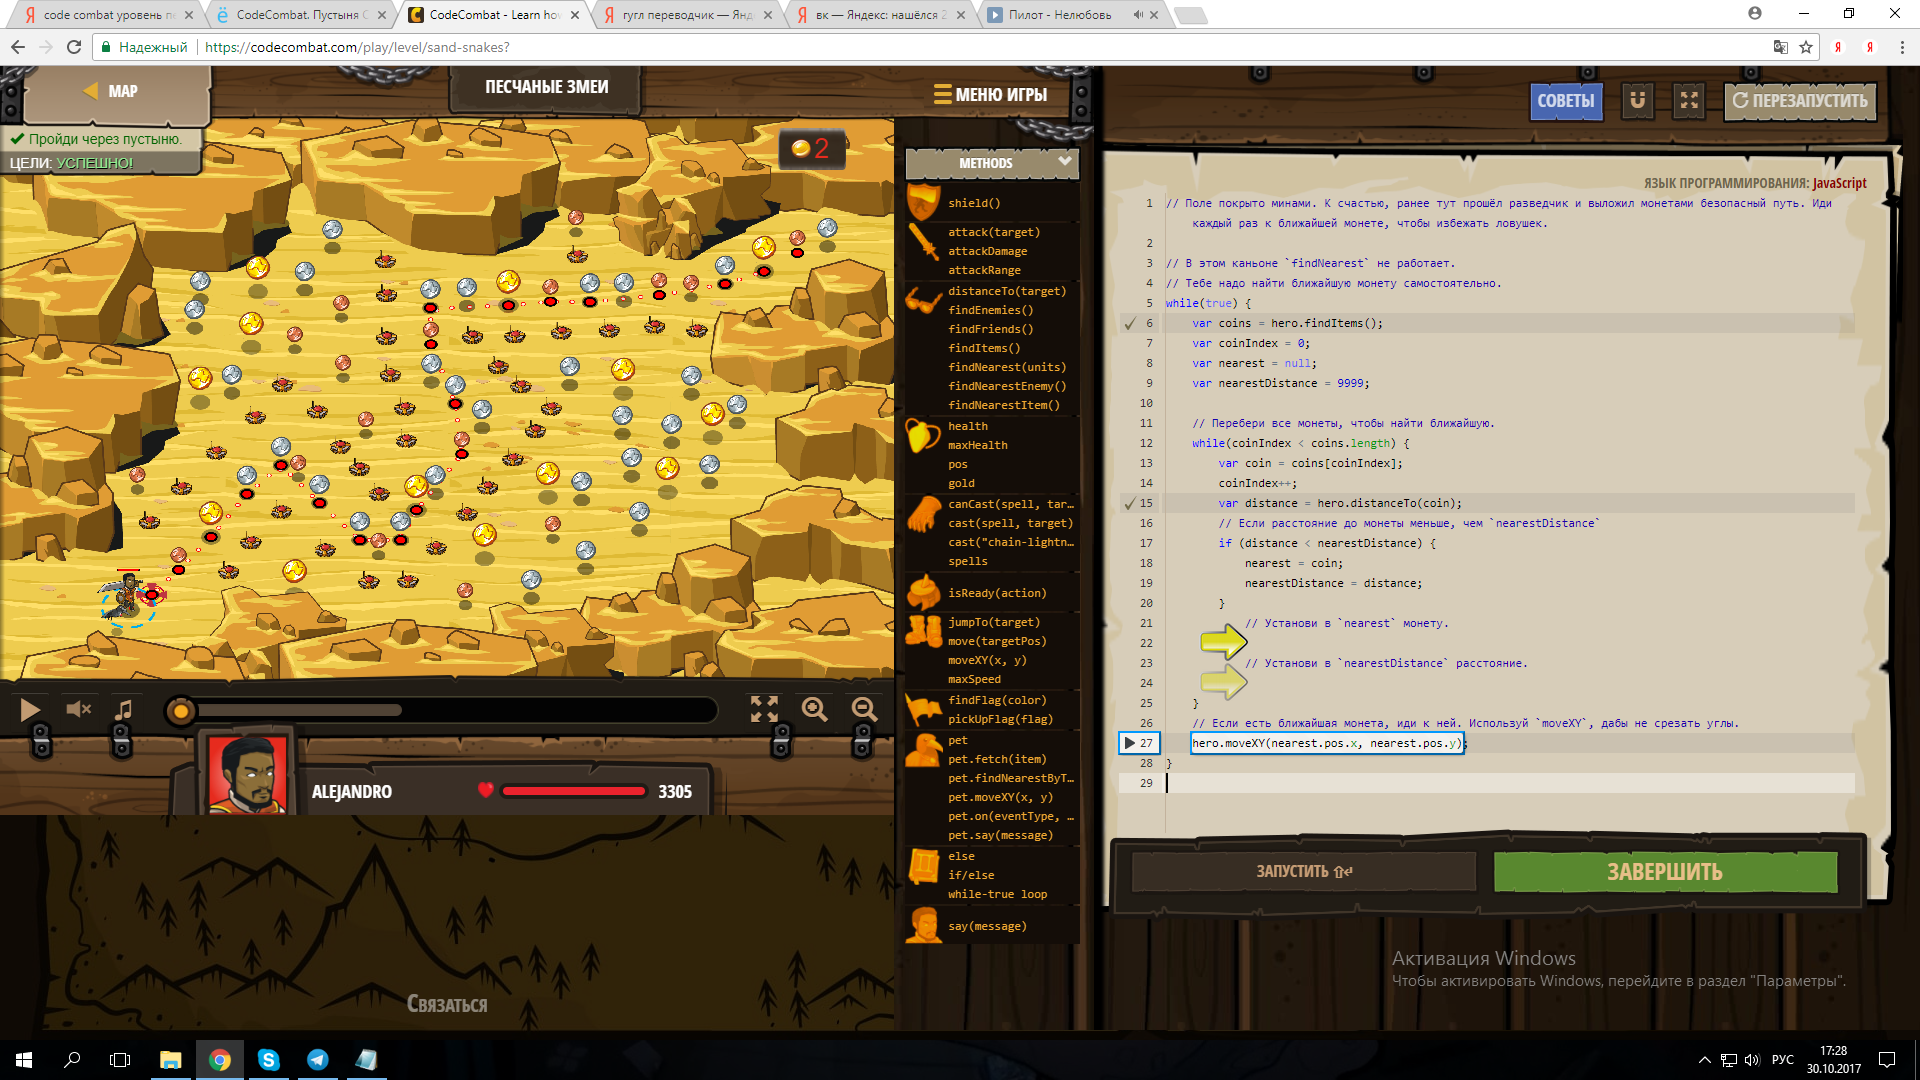 code combat уровень пе
CodeCombat. Пустыня С
CodeCombat - Learn how
гугл переводчик — Янд
вк — Яндекс: нашёлся 2
Пилот - Нелюбовь
Надежный
https://codecombat.com/play/level/sand-snakes?
MAP
ПЕСЧАНЫЕ ЗМЕИ
МЕНЮ ИГРЫ
СОВЕТЫ
ПЕРЕЗАПУСТИТЬ
Пройди через пустыню.
ЦЕЛИ: УСПЕШНО!
2
METHODS
shield()
attack(target)
attackDamage
attackRange
distanceTo(target)
findEnemies()
findFriends()
findItems()
findNearest(units)
findNearestEnemy()
findNearestItem()
health
maxHealth
pos
gold
canCast(spell, tar...
cast(spell, target)
cast("chain-lightn...
spells
isReady(action)
jumpTo(target)
move(targetPos)
moveXY(x, y)
maxSpeed
findFlag(color)
pickUpFlag(flag)
pet
pet.fetch(item)
pet.findNearestByT...
pet.moveXY(x, y)
pet.on(eventType, ...
pet.say(message)
else
if/else
while-true loop
say(message)
ЯЗЫК ПРОГРАММИРОВАНИЯ: JavaScript
1 // Поле покрыто минами. К счастью, ранее тут прошёл разведчик и выложил монетами безопасный путь. Иди
каждый раз к ближайшей монете, чтобы избежать ловушек.
2
3 // В этом каньоне `findNearest` не работает.
4 // Тебе надо найти ближайшую монету самостоятельно.
5 while(true) {
6 var coins = hero.findItems();
7 var coinIndex = 0;
8 var nearest = null;
9 var nearestDistance = 9999;
10
11 // Перебери все монеты, чтобы найти ближайшую.
12 while(coinIndex < coins.length) {
13 var coin = coins[coinIndex];
14 coinIndex++;
15 var distance = hero.distanceTo(coin);
16 // Если расстояние до монеты меньше, чем `nearestDistance`
17 if (distance < nearestDistance) {
18 nearest = coin;
19 nearestDistance = distance;
20 }
21 // Установи в `nearest` монету.
22
23 // Установи в `nearestDistance` расстояние.
24
25 }
26 // Если есть ближайшая монета, иди к ней. Используй `moveXY`, дабы не срезать углы.
27 hero.moveXY(nearest.pos.x, nearest.pos.y);
28 }
29
ALEJANDRO
3305
ЗАПУСТИТЬ ⇧↵
ЗАВЕРШИТЬ
Связаться
Активация Windows
Чтобы активировать Windows, перейдите в раздел "Параметры".
РУС
17:28
30.10.2017